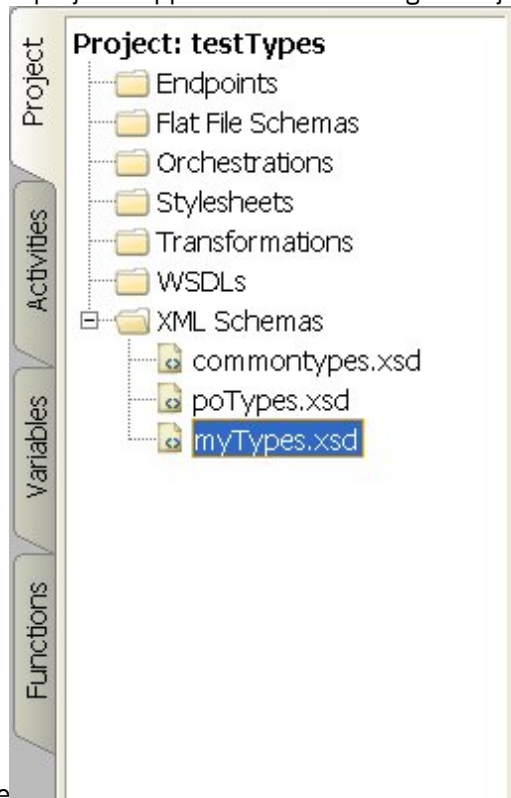 Project
Activities
Variables
Functions
Project: testTypes
Endpoints
Flat File Schemas
Orchestrations
Stylesheets
Transformations
WSDLs
XML Schemas
commontypes.xsd
poTypes.xsd
myTypes.xsd